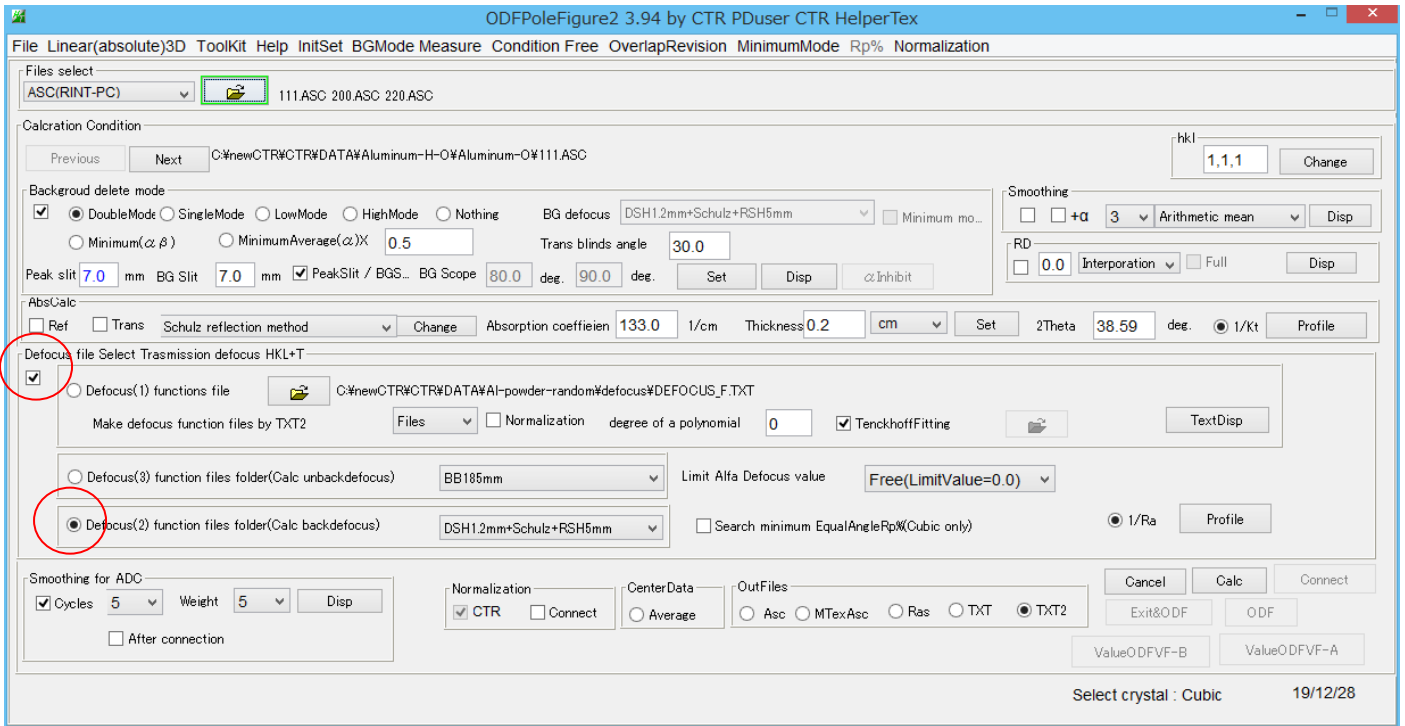 ODFPoleFigure2 3.94 by CTR PDuser CTR HelperTex
File Linear(absolute)3D ToolKit Help InitSet BGMode Measure Condition Free OverlapRevision MinimumMode Rp% Normalization
Files select
ASC(RINT-PC) 111.ASC 200.ASC 220.ASC
Calcration Condition
Previous Next C:¥newCTR¥CTR¥DATA¥Aluminum-H-O¥Aluminum-O¥111.ASC
hkl
1,1,1 Change
Backgroud delete mode
DoubleMode SingleMode LowMode HighMode Nothing BG defocus DSH1.2mm+Schulz+RSH5mm Minimum mo...
Minimum(αβ) MinimumAverage(α)X 0.5 Trans blinds angle 30.0
Peak slit 7.0 mm BG Slit 7.0 mm PeakSlit / BGS... BG Scope 80.0 deg. 90.0 deg. Set Disp αInhibit
Smoothing
+α 3 Arithmetic mean Disp
RD
0.0 Interporation Full Disp
AbsCalc
Ref Trans Schulz reflection method Change Absorption coeffieien 133.0 1/cm Thickness 0.2 cm Set 2Theta 38.59 deg. 1/Kt Profile
Defocus file Select Trasmission defocus HKL+T
Defocus(1) functions file C:¥newCTR¥CTR¥DATA¥Al-powder-random¥defocus¥DEFOCUS_F.TXT
Make defocus function files by TXT2 Files Normalization degree of a polynomial 0 TenckhoffFitting TextDisp
Defocus(3) function files folder(Calc unbackdefocus) BB185mm Limit Alfa Defocus value Free(LimitValue=0.0)
Defocus(2) function files folder(Calc backdefocus) DSH1.2mm+Schulz+RSH5mm Search minimum EqualAngleRp%(Cubic only) 1/Ra Profile
Smoothing for ADC
Cycles 5 Weight 5 Disp
After connection
Normalization
CTR Connect
CenterData
Average
OutFiles
Asc MTexAsc Ras TXT TXT2
Cancel Calc Connect
Exit&ODF ODF
ValueODFVF-B ValueODFVF-A
Select crystal : Cubic 19/12/28